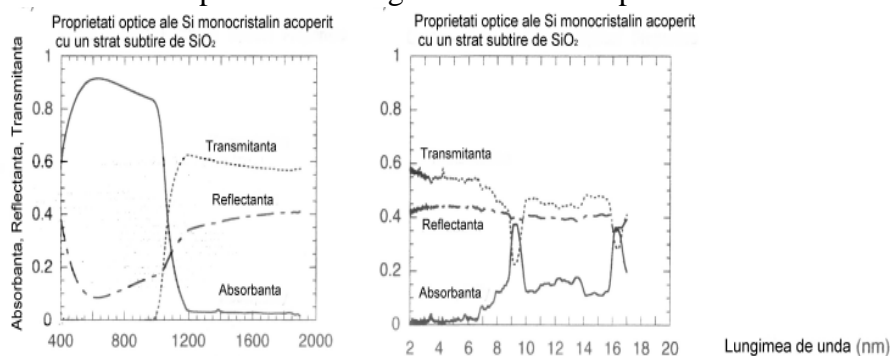 Proprietati optice ale Si monocristalin acoperit
cu un strat subtire de SiO₂
Absorbanta, Reflectanta, Transmitanta
1
0.8
0.6
0.4
0.2
0
Transmitanta
Reflectanta
Absorbanta
400 800 1200 1600 2000
Proprietati optice ale Si monocristalin acoperit
cu un strat subtire de SiO₂
1
0.8
0.6
0.4
0.2
0
Transmitanta
Reflectanta
Absorbanta
2 4 6 8 10 12 14 16 18 20
Lungimea de unda (nm)